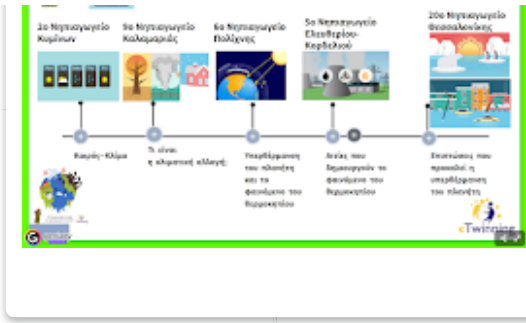 2ο Νηπιαγωγείο
Κυμίνων
9ο Νηπιαγωγείο
Καλαμαριάς
6ο Νηπιαγωγείο
Πολίχνης
5ο Νηπιαγωγείο
Ελευθερίου-
Κορδελιού
20ο Νηπιαγωγείο
Θεσσαλονίκης
Καιρός-Κλίμα
Τι είναι
η κλιματική αλλαγή;
Υπερθέρμανση
του πλανήτη
και το
φαινόμενο του
θερμοκηπίου
Αιτίες που
δημιουργούν το
φαινόμενο του
θερμοκηπίου
Επιπτώσεις που
προκαλεί η
υπερθέρμανση
του πλανήτη
eTwinning